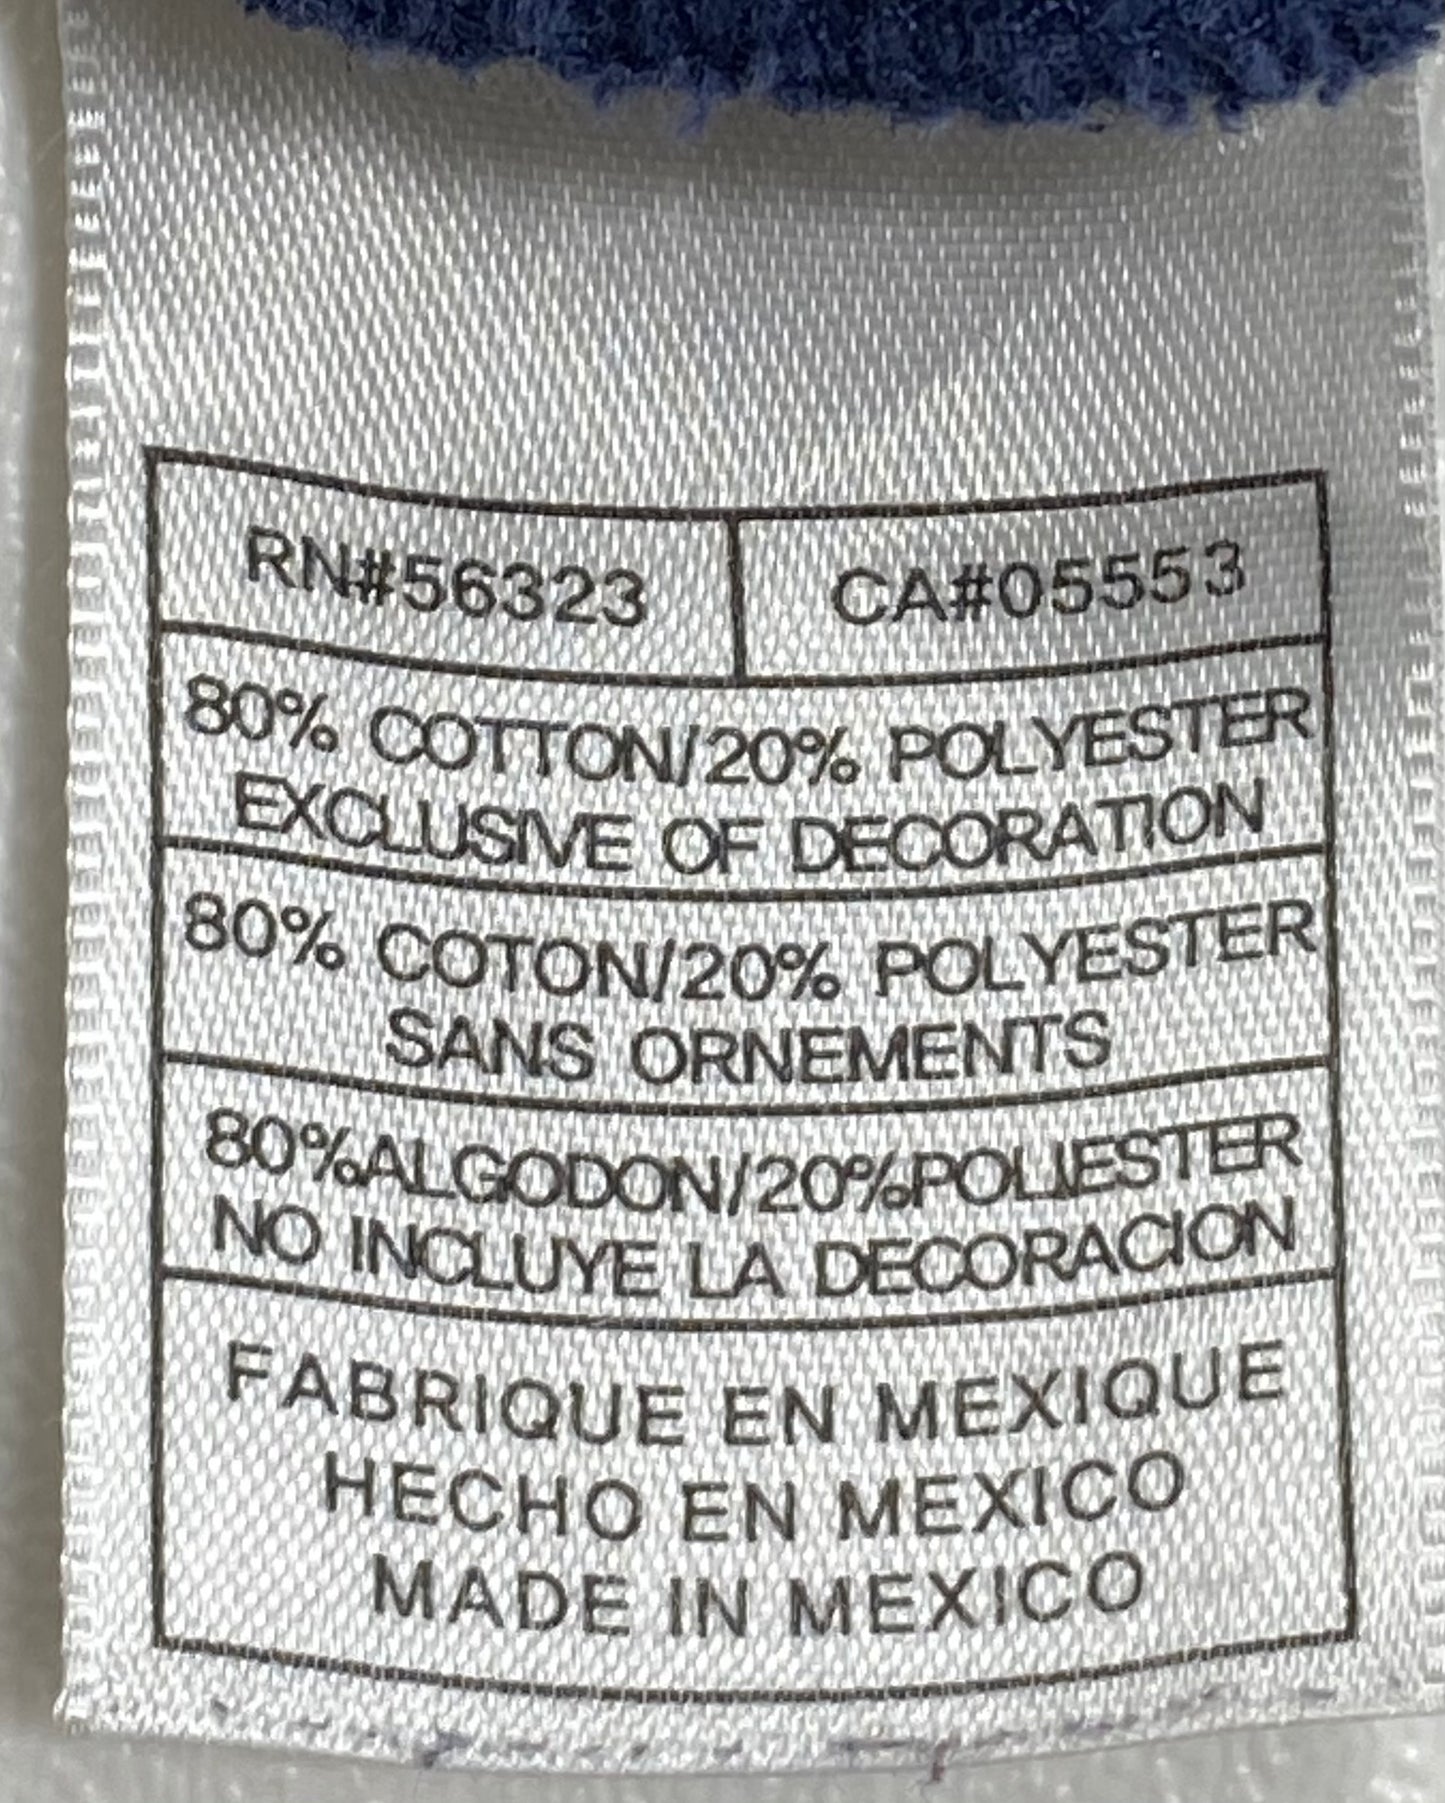 RN#56323 CA#05553
80% COTTON/20% POLYESTER
EXCLUSIVE OF DECORATION
80% COTON/20% POLYESTER
SANS ORNEMENTS
80%ALGODON/20%POLIESTER
NO INCLUYE LA DECORACION
FABRIQUE EN MEXIQUE
HECHO EN MEXICO
MADE IN MEXICO